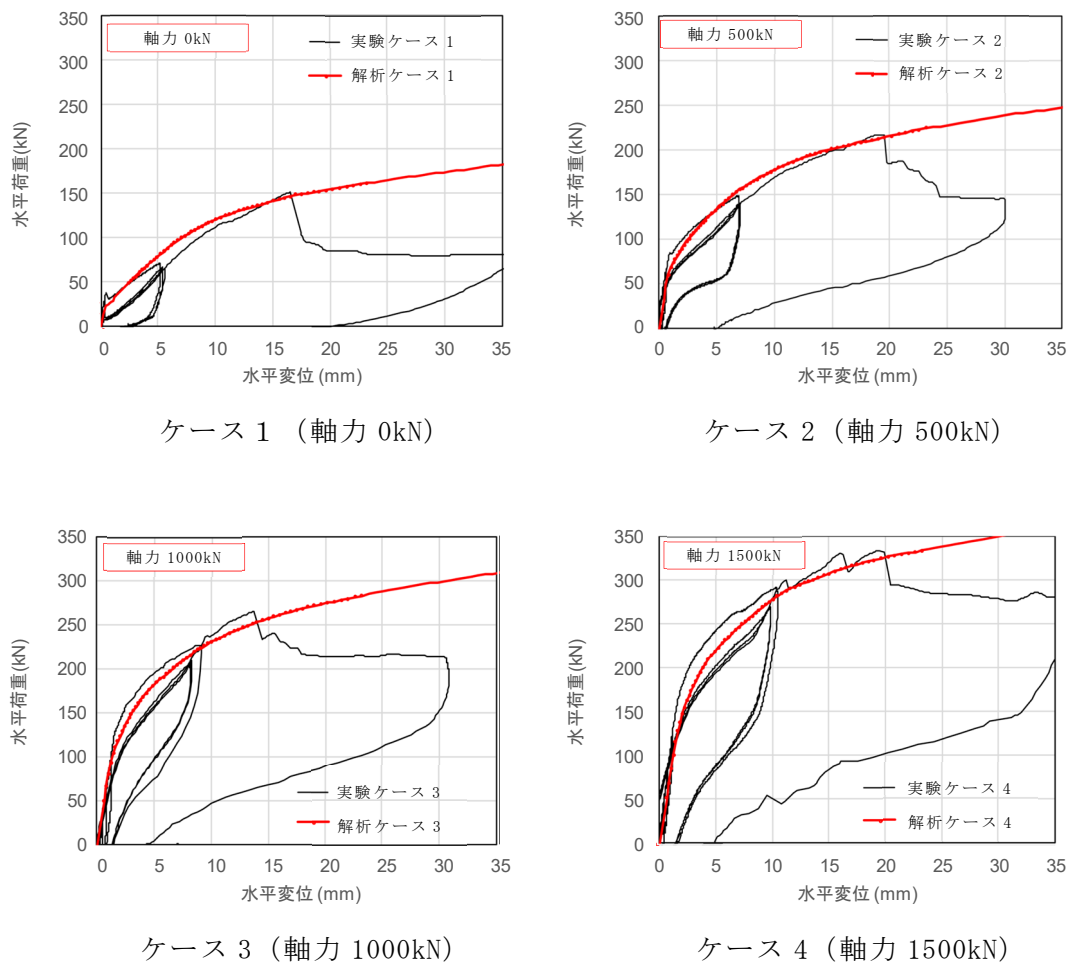 軸力 0kN
実験ケース 1
解析ケース 1
350
300
250
200
150
100
50
0
水平荷重(kN)
0 5 10 15 20 25 30 35
水平変位 (mm)
ケース 1 (軸力 0kN)
軸力 500kN
実験ケース 2
解析ケース 2
350
300
250
200
150
100
50
0
水平荷重(kN)
0 5 10 15 20 25 30 35
水平変位 (mm)
ケース 2 (軸力 500kN)
軸力 1000kN
350
300
250
200
150
100
50
0
水平荷重(kN)
実験ケース 3
解析ケース 3
0 5 10 15 20 25 30 35
水平変位 (mm)
ケース 3 (軸力 1000kN)
軸力 1500kN
350
300
250
200
150
100
50
0
水平荷重(kN)
実験ケース 4
解析ケース 4
0 5 10 15 20 25 30 35
水平変位 (mm)
ケース 4 (軸力 1500kN)